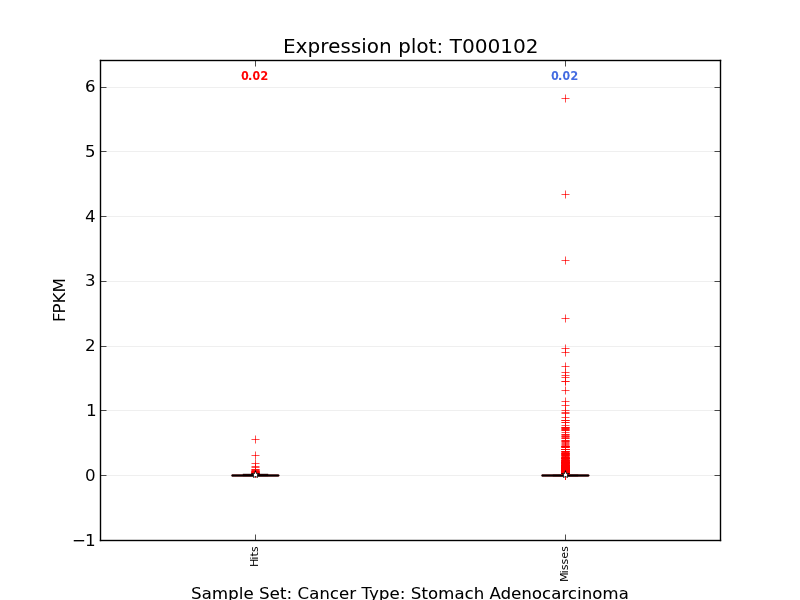 Expression plot: T000102
0.02 0.02
6
5
4
3
2
1
0
−1
FPKM
Hits Misses
Sample Set: Cancer Type: Stomach Adenocarcinoma